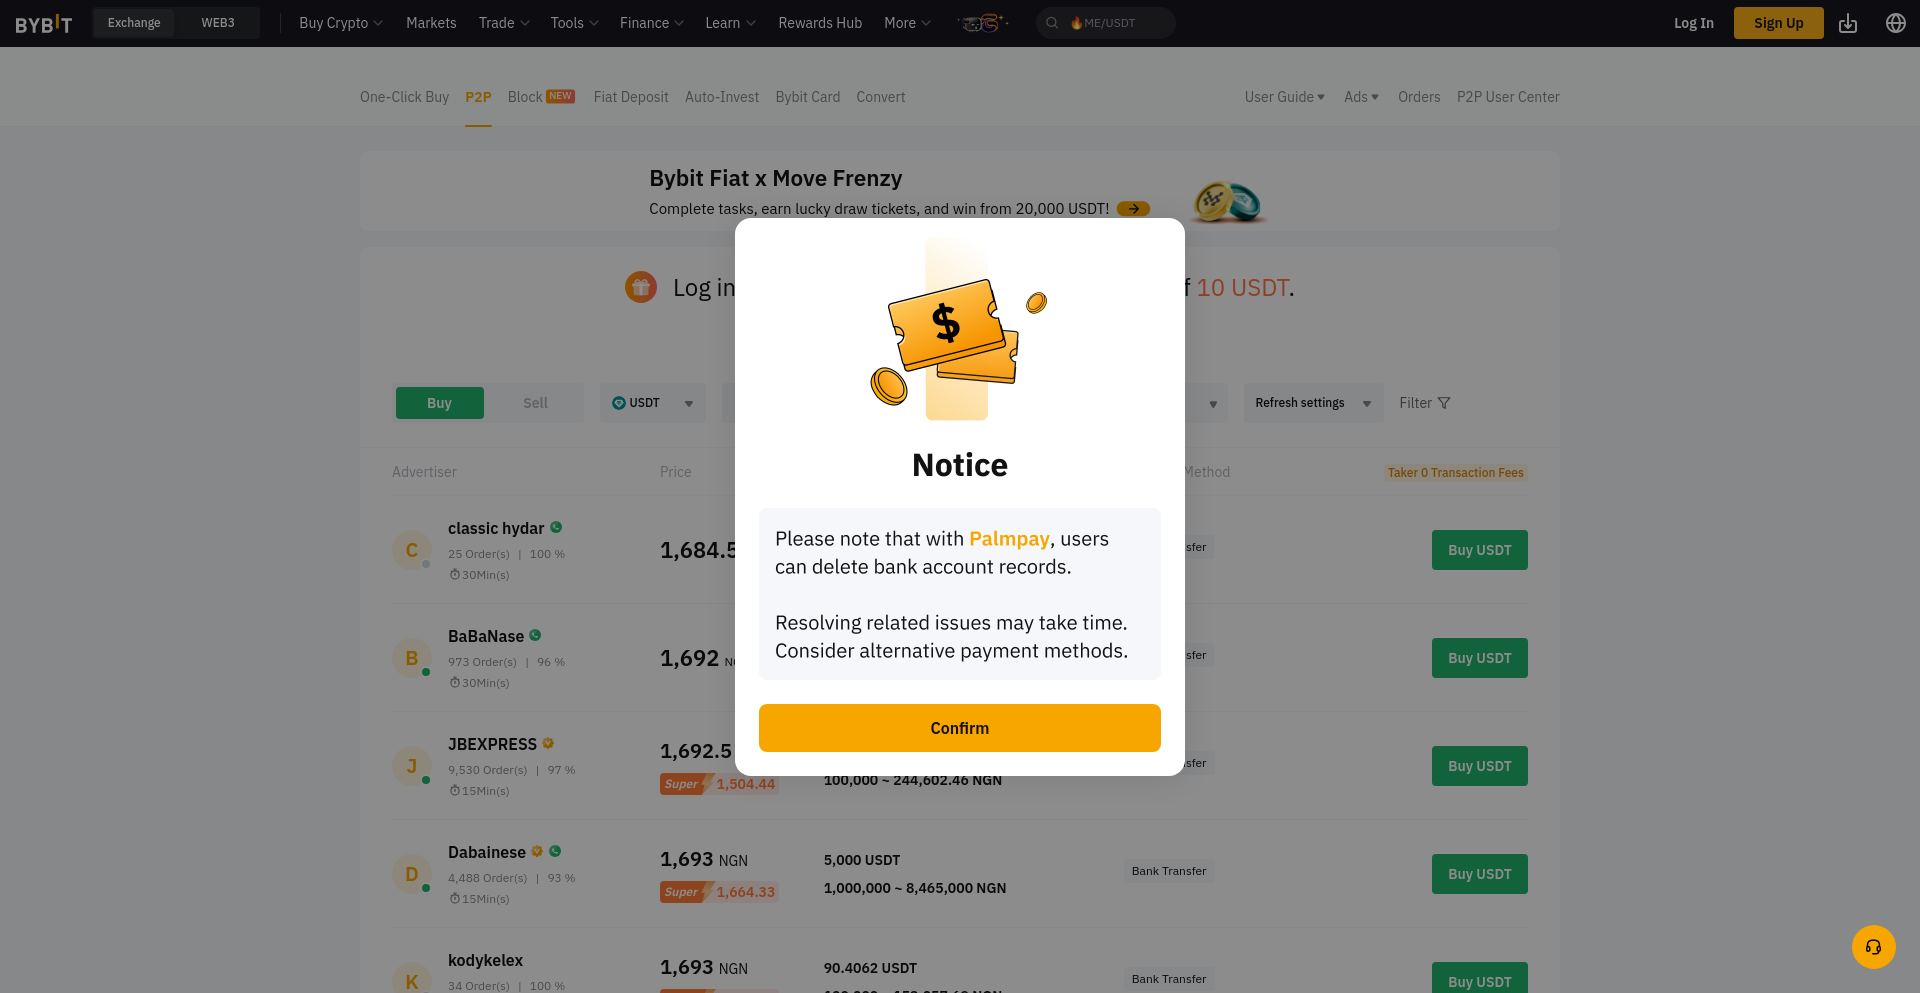 BYBIT
Exchange
WEB3
Buy Crypto
Markets
Trade
Tools
Finance
Learn
Rewards Hub
More
ME/USDT
Log In
Sign Up
One-Click Buy
P2P
Block NEW
Fiat Deposit
Auto-Invest
Bybit Card
Convert
User Guide
Ads
Orders
P2P User Center
Bybit Fiat x Move Frenzy
Complete tasks, earn lucky draw tickets, and win from 20,000 USDT!
Log in
10 USDT.
Buy
Sell
USDT
Refresh settings
Filter
Advertiser
Price
Method
Taker 0 Transaction Fees
C
classic hydar
25 Order(s) | 100 %
30Min(s)
1,684.5
Buy USDT
B
BaBaNase
973 Order(s) | 96 %
30Min(s)
1,692
Buy USDT
J
JBEXPRESS
9,530 Order(s) | 97 %
15Min(s)
1,692.5
Super 1,504.44
100,000 ~ 244,602.46 NGN
Buy USDT
D
Dabainese
4,488 Order(s) | 93 %
15Min(s)
1,693 NGN
Super 1,664.33
5,000 USDT
1,000,000 ~ 8,465,000 NGN
Bank Transfer
Buy USDT
K
kodykelex
34 Order(s) | 100 %
1,693 NGN
90.4062 USDT
Bank Transfer
Buy USDT
$
Notice
Please note that with Palmpay, users
can delete bank account records.
Resolving related issues may take time.
Consider alternative payment methods.
Confirm